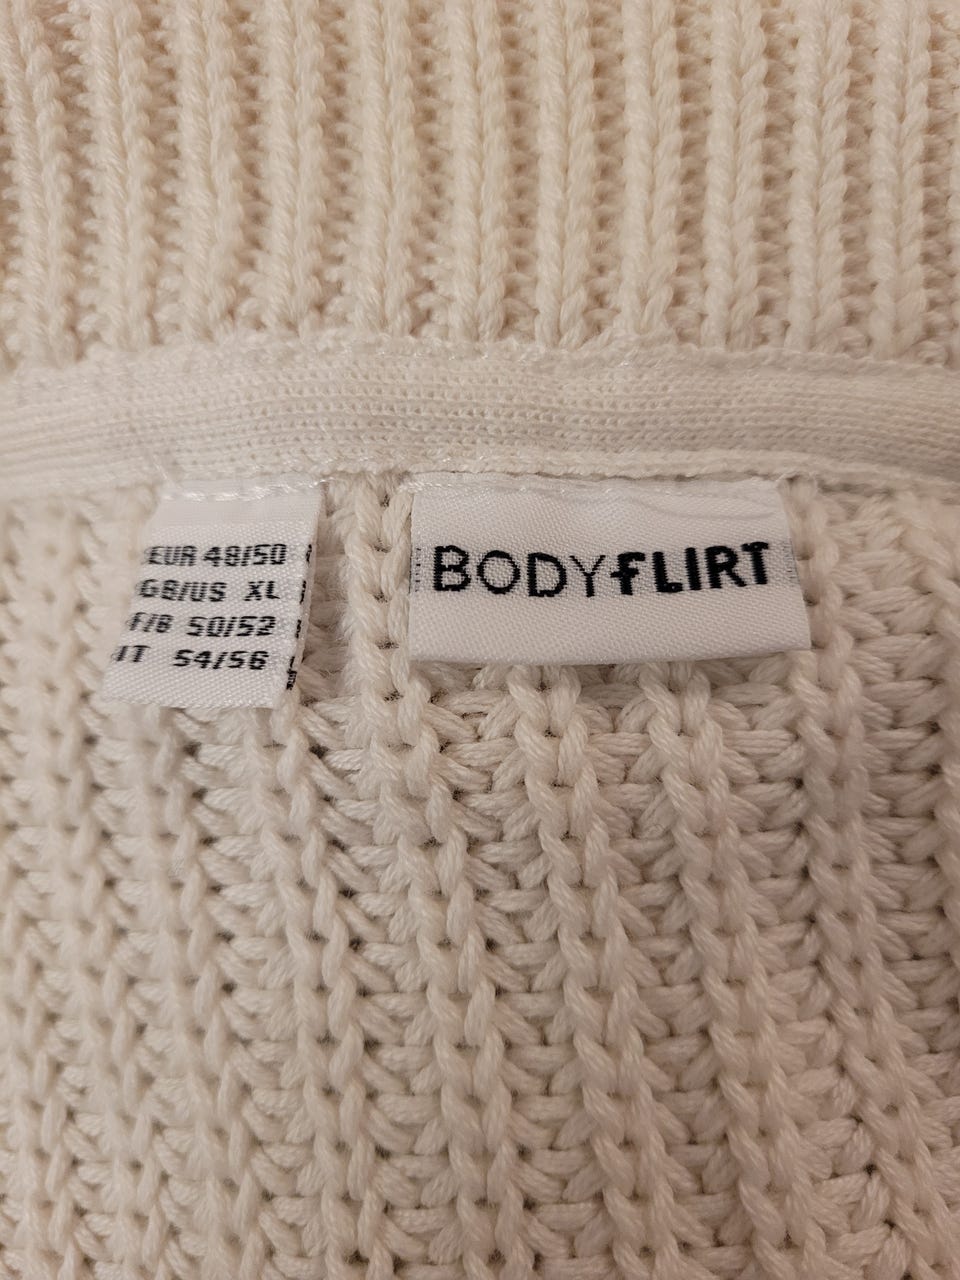 EUR 48/50
GB/US XL
F/B 50/52
IT 54/56
BODYFLIRT